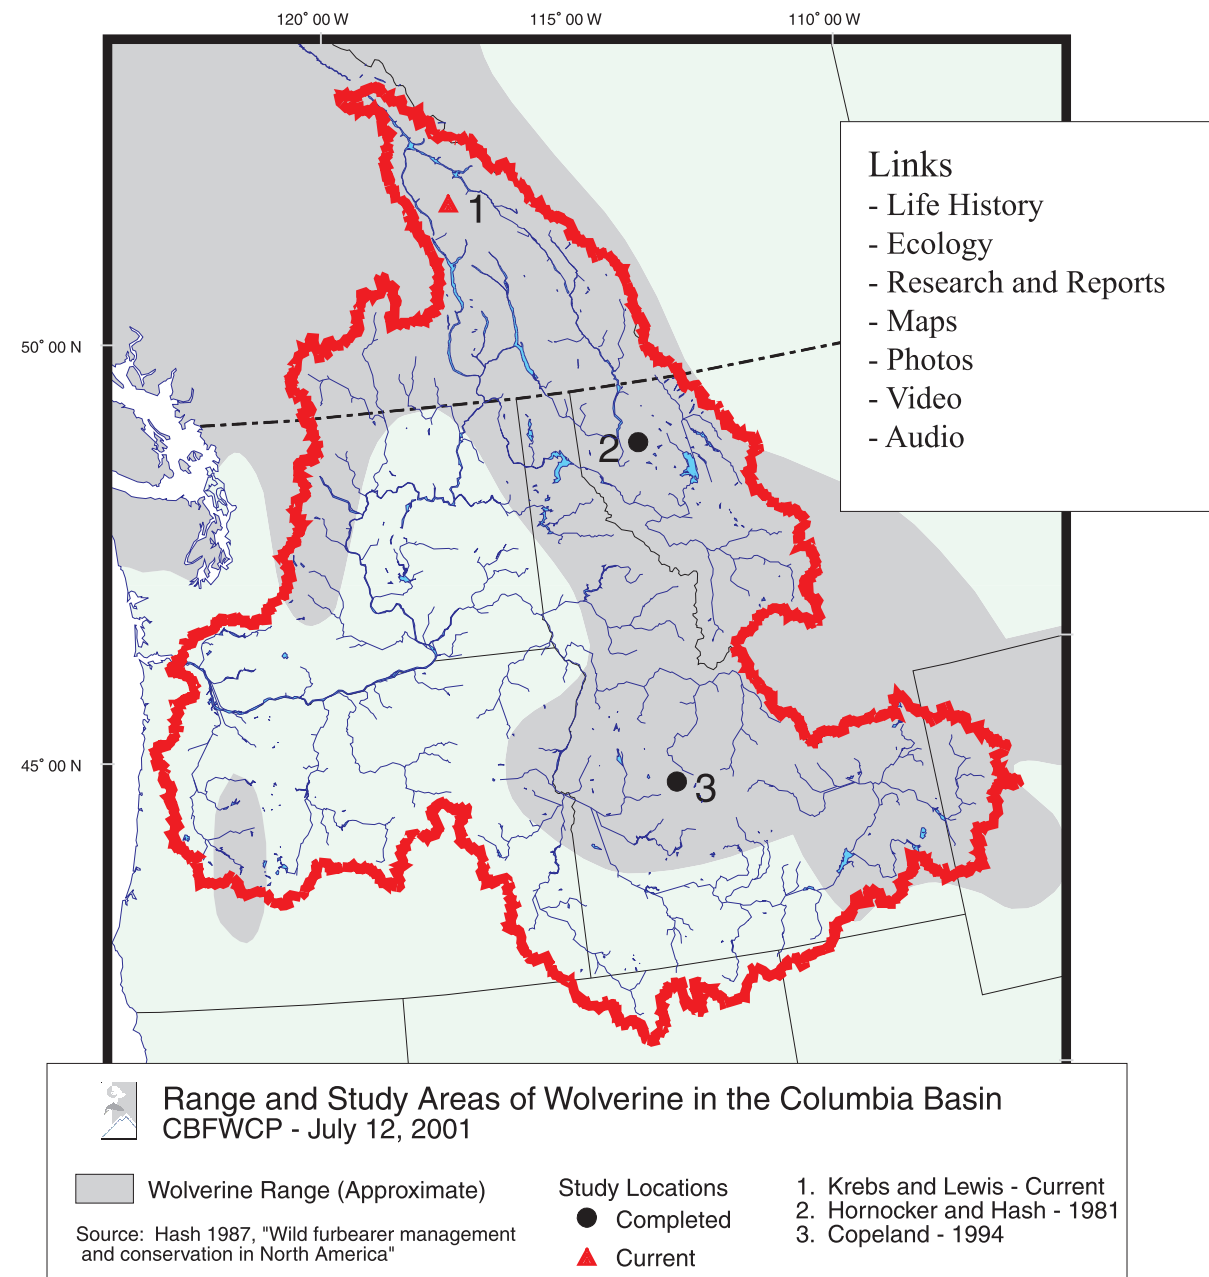 120° 00 W
115° 00 W
110° 00 W
Links
- Life History
- Ecology
- Research and Reports
- Maps
- Photos
- Video
- Audio
1
50° 00 N
2
45° 00 N
3
Range and Study Areas of Wolverine in the Columbia Basin
CBFWCP - July 12, 2001
Wolverine Range (Approximate)
Source: Hash 1987, "Wild furbearer management
and conservation in North America"
Study Locations
Completed
Current
1. Krebs and Lewis - Current
2. Hornocker and Hash - 1981
3. Copeland - 1994